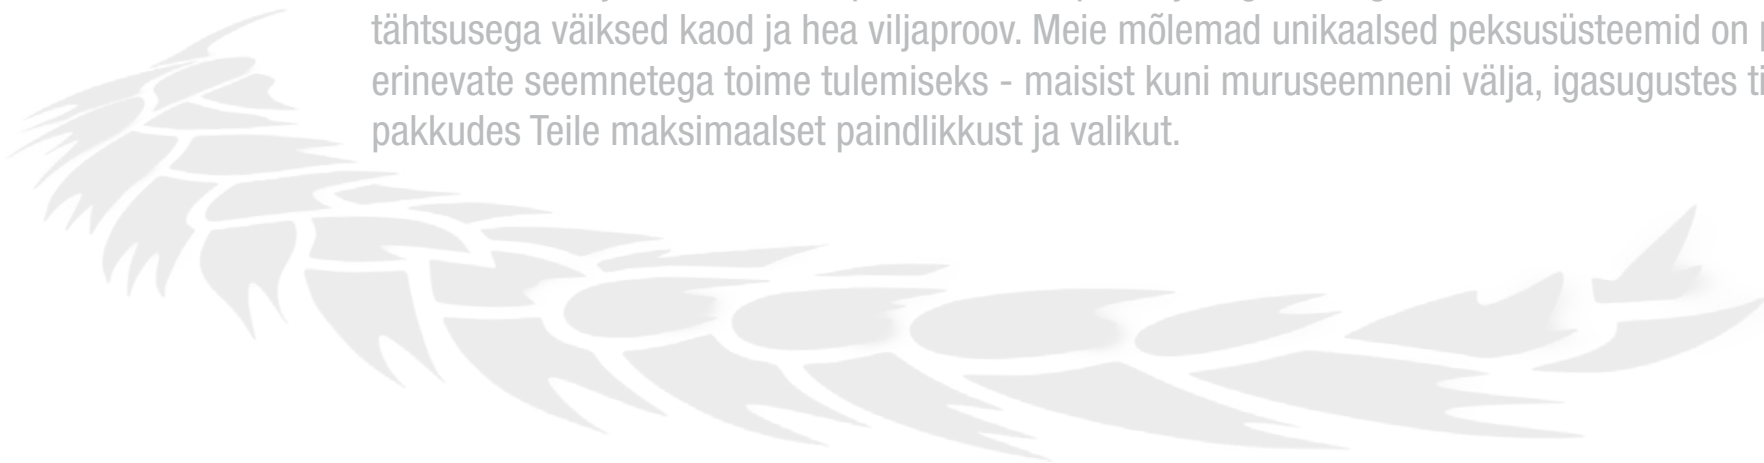 tähtsusega väiksed kaod ja hea viljaproov. Meie mõlemad unikaalsed peksusüsteemid on
erinevate seemnetega toime tulemiseks - maisist kuni muruseemneni välja, igasugustes
pakkudes Teile maksimaalset paindlikkust ja valikut.